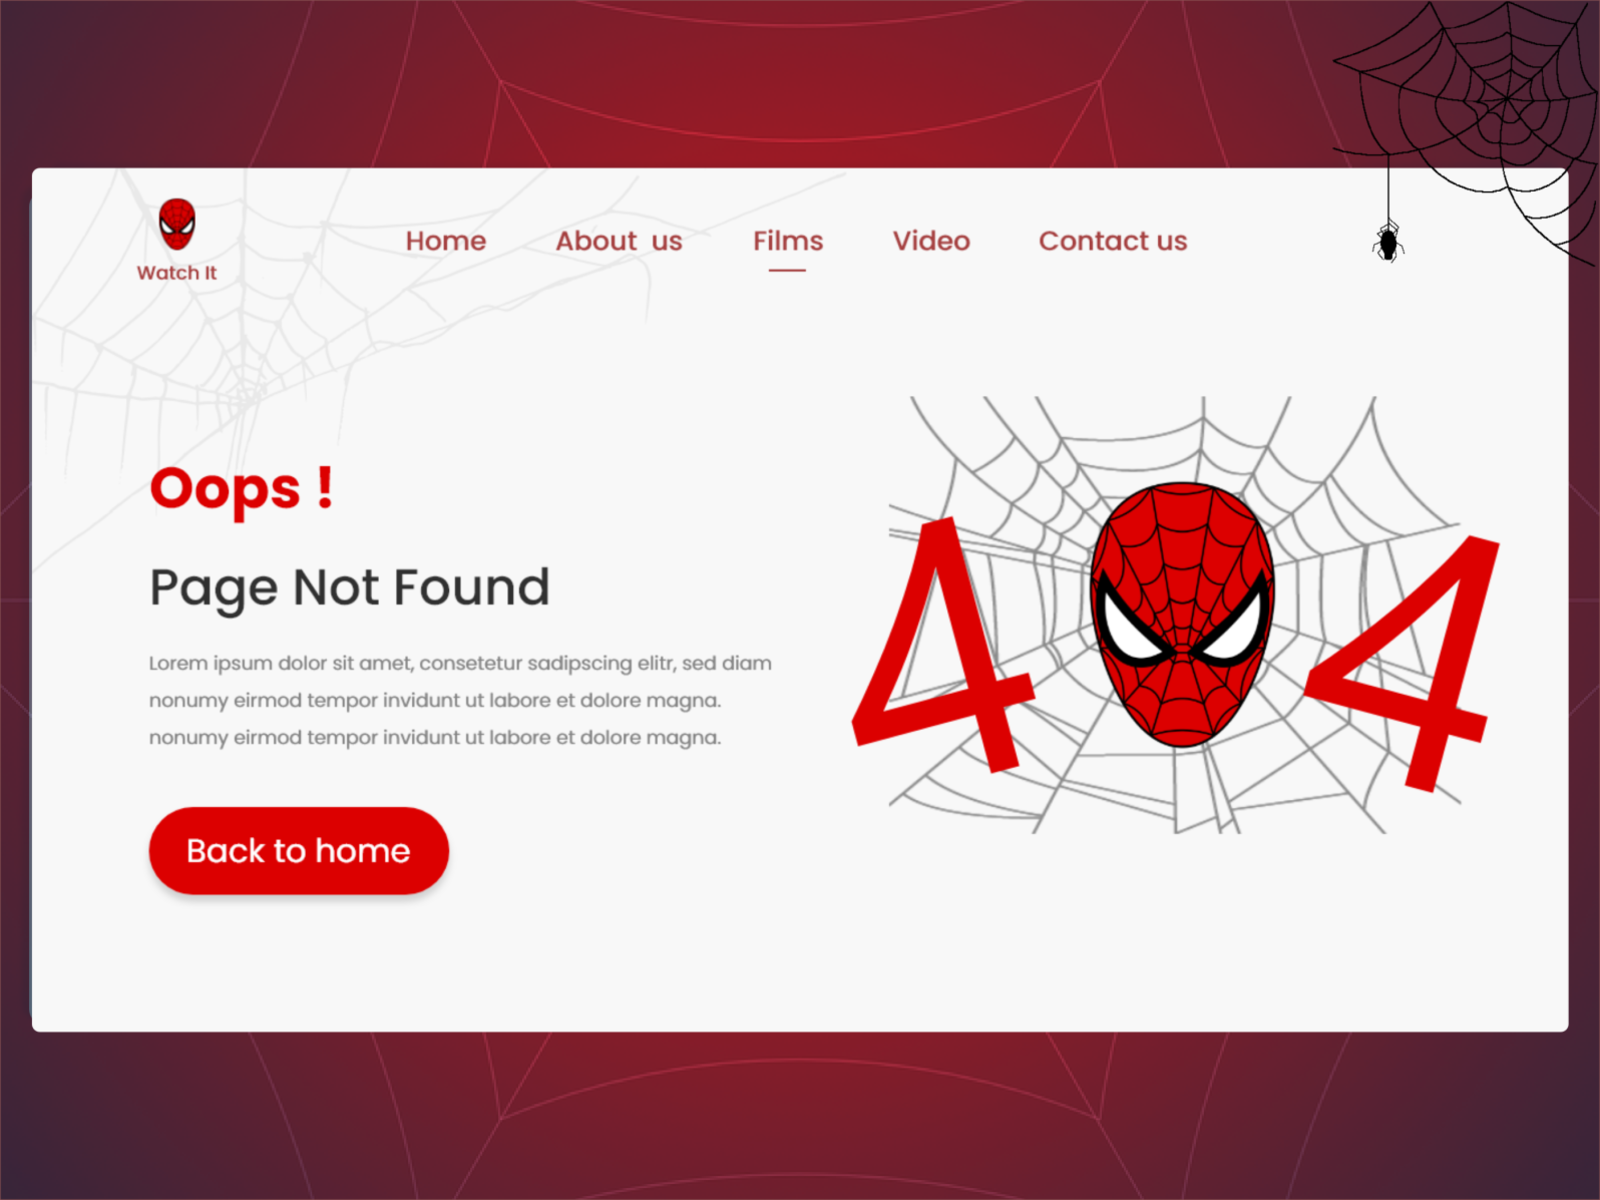 Watch It
Home
About  us
Films
Video
Contact us
Oops !
Page Not Found
Lorem ipsum dolor sit amet, consetetur sadipscing elitr, sed diam
nonumy eirmod tempor invidunt ut labore et dolore magna.
nonumy eirmod tempor invidunt ut labore et dolore magna.
Back to home
4 4